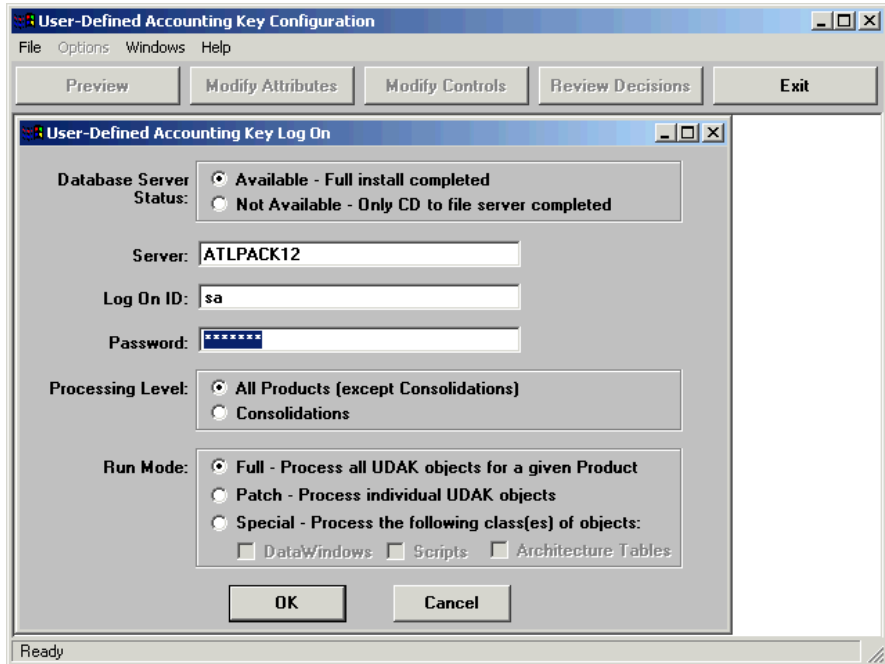 User-Defined Accounting Key Configuration
File Options Windows Help
Preview Modify Attributes Modify Controls Review Decisions Exit
User-Defined Accounting Key Log On
Database Server Status:
Available - Full install completed
Not Available - Only CD to file server completed
Server: ATLPACK12
Log On ID: sa
Password: *******
Processing Level:
All Products (except Consolidations)
Consolidations
Run Mode:
Full - Process all UDAK objects for a given Product
Patch - Process individual UDAK objects
Special - Process the following class(es) of objects:
DataWindows Scripts Architecture Tables
OK Cancel
Ready